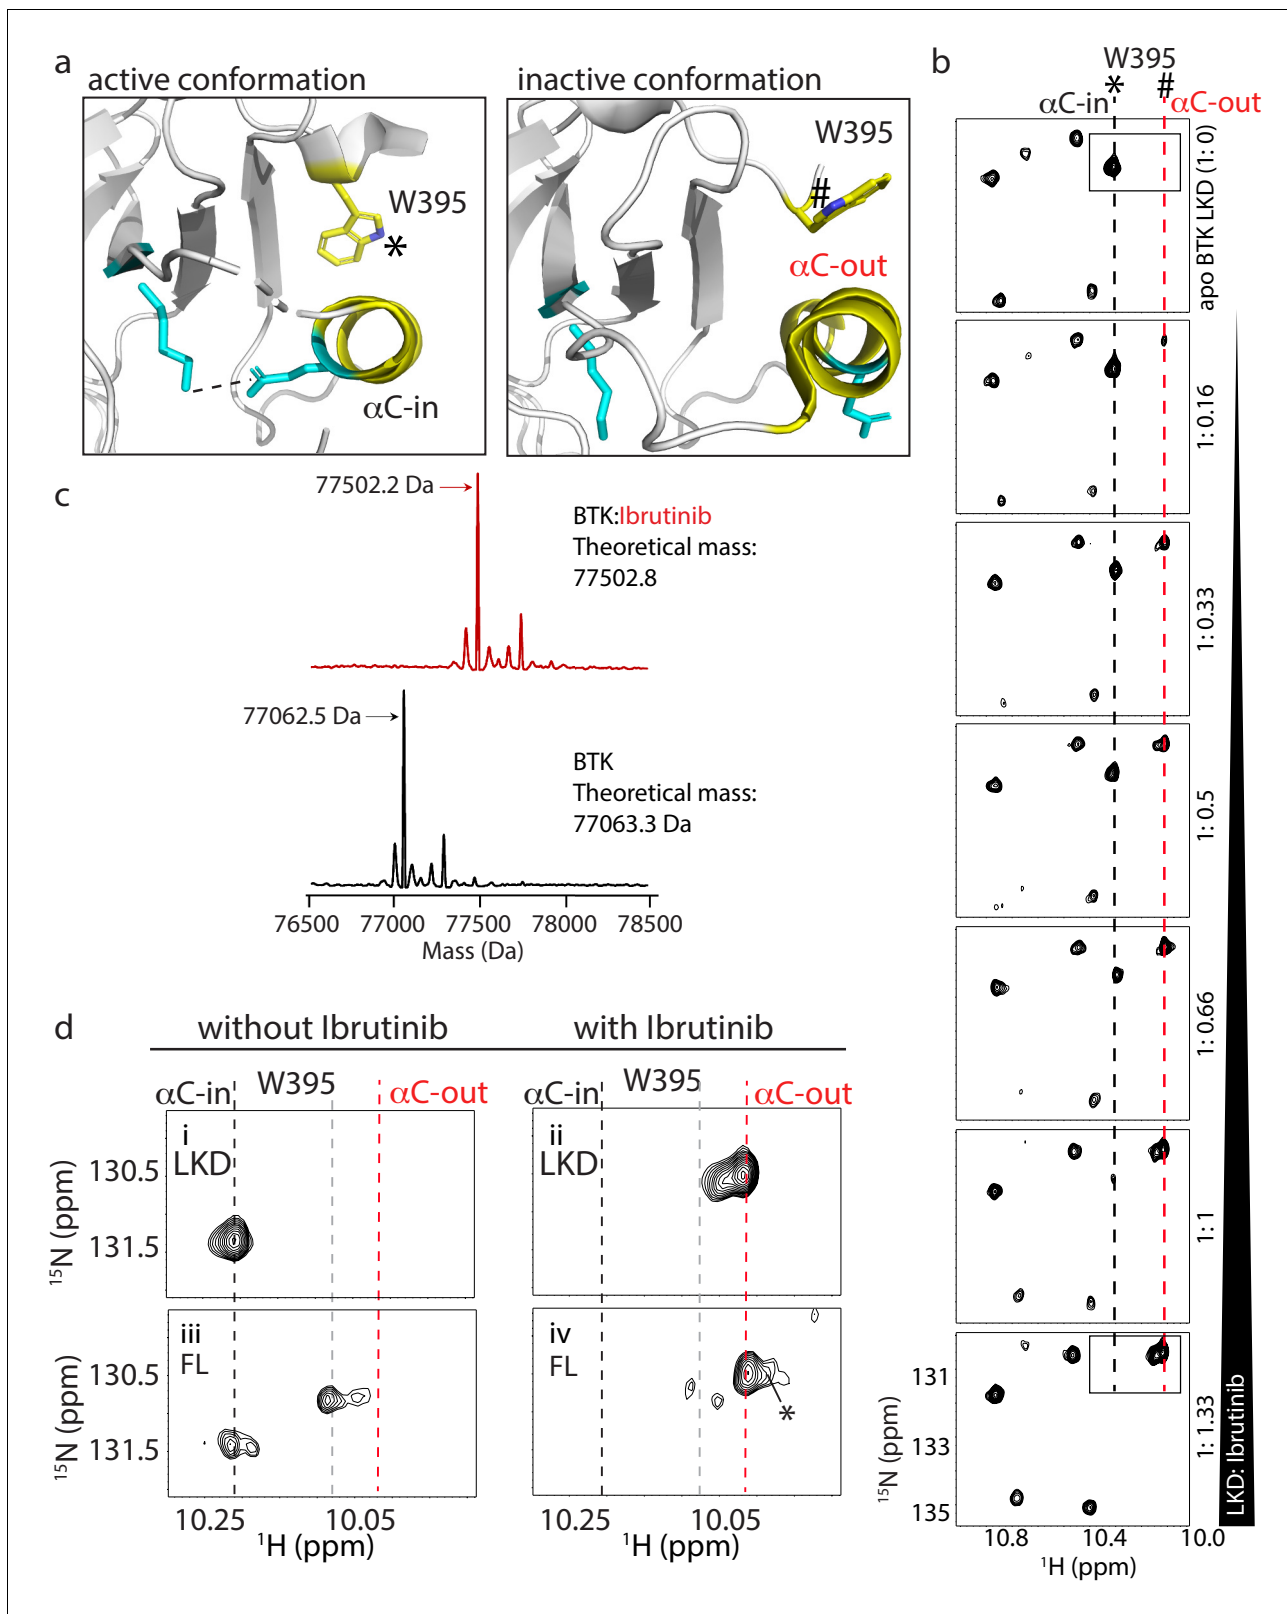 a
active conformation
W395
*
αC-in
inactive conformation
W395
#
αC-out
b
W395
* #
αC-in αC-out
apo BTK LKD (1: 0)
1: 0.16
1: 0.33
1: 0.5
1: 0.66
1: 1
1: 1.33
LKD: Ibrutinib
131
133
135
15N (ppm)
10.8 10.4 10.0
1H (ppm)
c
77502.2 Da
BTK:Ibrutinib
Theoretical mass:
77502.8
77062.5 Da
BTK
Theoretical mass:
77063.3 Da
76500 77000 77500 78000 78500
Mass (Da)
d
without Ibrutinib with Ibrutinib
αC-in W395 αC-out
αC-in W395 αC-out
i
LKD
ii
LKD
130.5
131.5
15N (ppm)
iii
FL
iv
FL
*
130.5
131.5
15N (ppm)
10.25 10.05
1H (ppm)
10.25 10.05
1H (ppm)